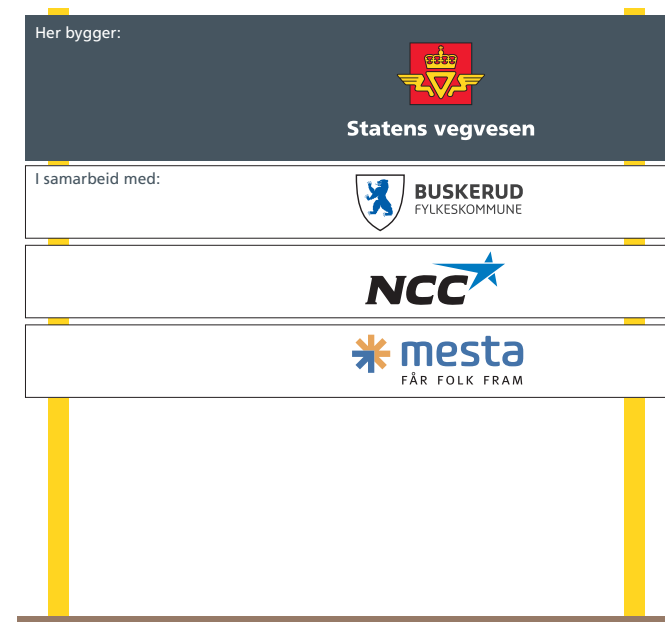 Her bygger:
Statens vegvesen
I samarbeid med:
BUSKERUD
FYLKESKOMMUNE
NCC
mesta
FÅR FOLK FRAM